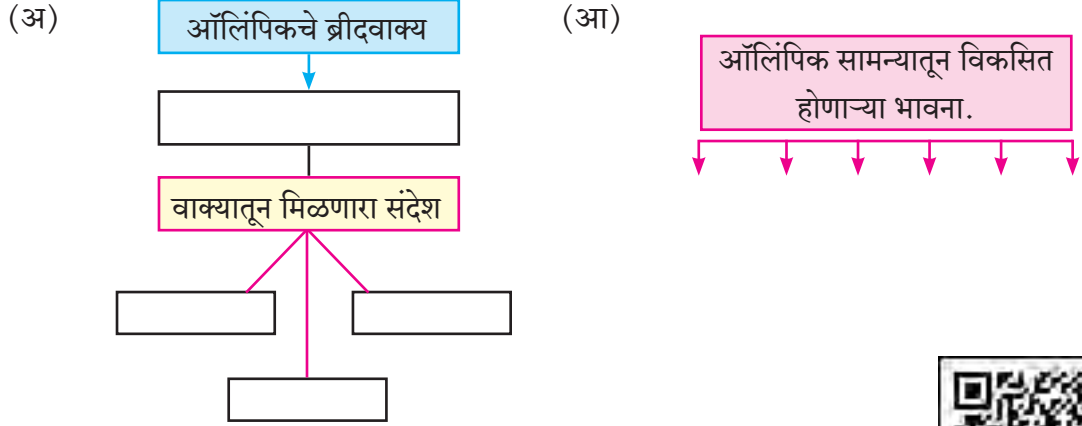 (अ)
ऑलिंपिकचे ब्रीदवाक्य
वाक्यातून मिळणारा संदेश
(आ)
ऑलिंपिक सामन्यातून विकसित
होणाऱ्या भावना.